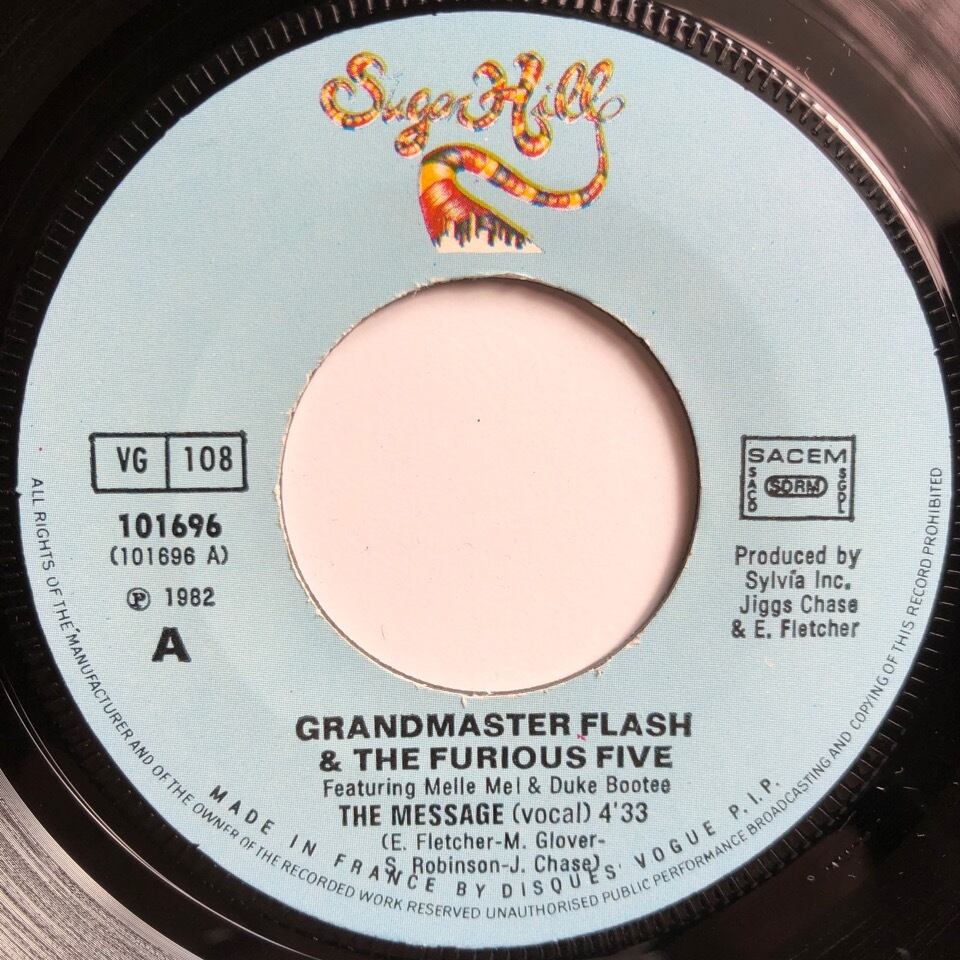 Sugar Hill
VG 108
101696
(101696 A)
Ⓟ 1982
A
SACEM
SACD SDRM SGDL
Produced by
Sylvia Inc.
Jiggs Chase
& E. Fletcher
GRANDMASTER FLASH
& THE FURIOUS FIVE
Featuring Melle Mel & Duke Bootee
THE MESSAGE (vocal) 4'33
(E. Fletcher-M. Glover-
S. Robinson-J. Chase)
MADE IN FRANCE BY DISQUES VOGUE P.I.P.
ALL RIGHTS OF THE MANUFACTURER AND OF THE OWNER OF THE RECORDED WORK RESERVED UNAUTHORISED PUBLIC PERFORMANCE BROADCASTING AND COPYING OF THIS RECORD PROHIBITED